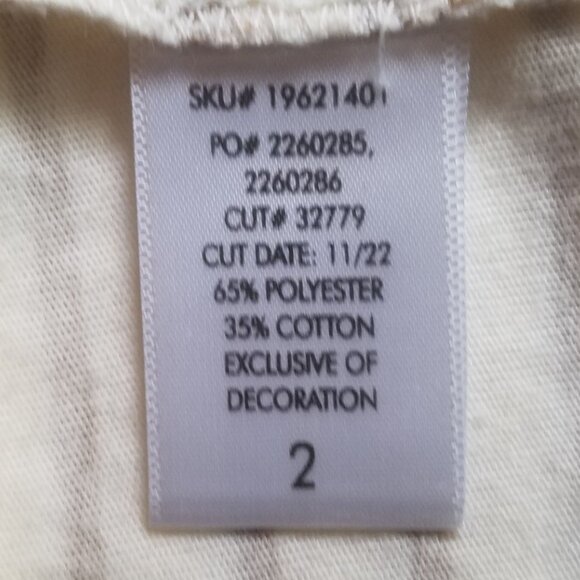 SKU# 19621401
PO# 2260285,
2260286
CUT# 32779
CUT DATE: 11/22
65% POLYESTER
35% COTTON
EXCLUSIVE OF
DECORATION
2